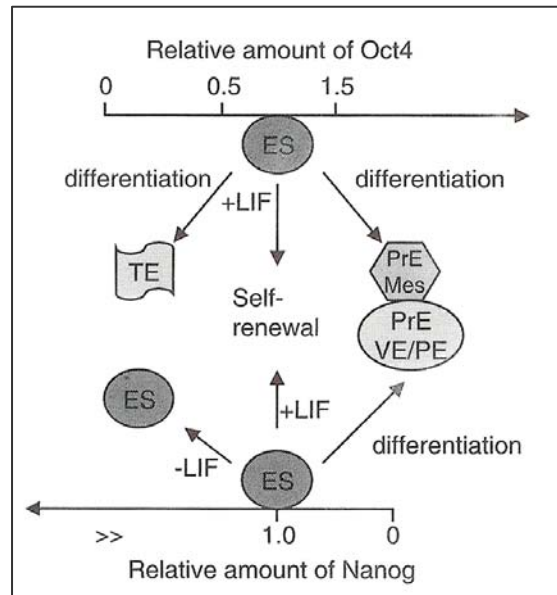 Relative amount of Oct4
0 0.5 1.5
ES
differentiation differentiation
+LIF
TE
PrE
Mes
Self-
renewal
PrE
VE/PE
ES
+LIF
-LIF
differentiation
ES
>> 1.0 0
Relative amount of Nanog